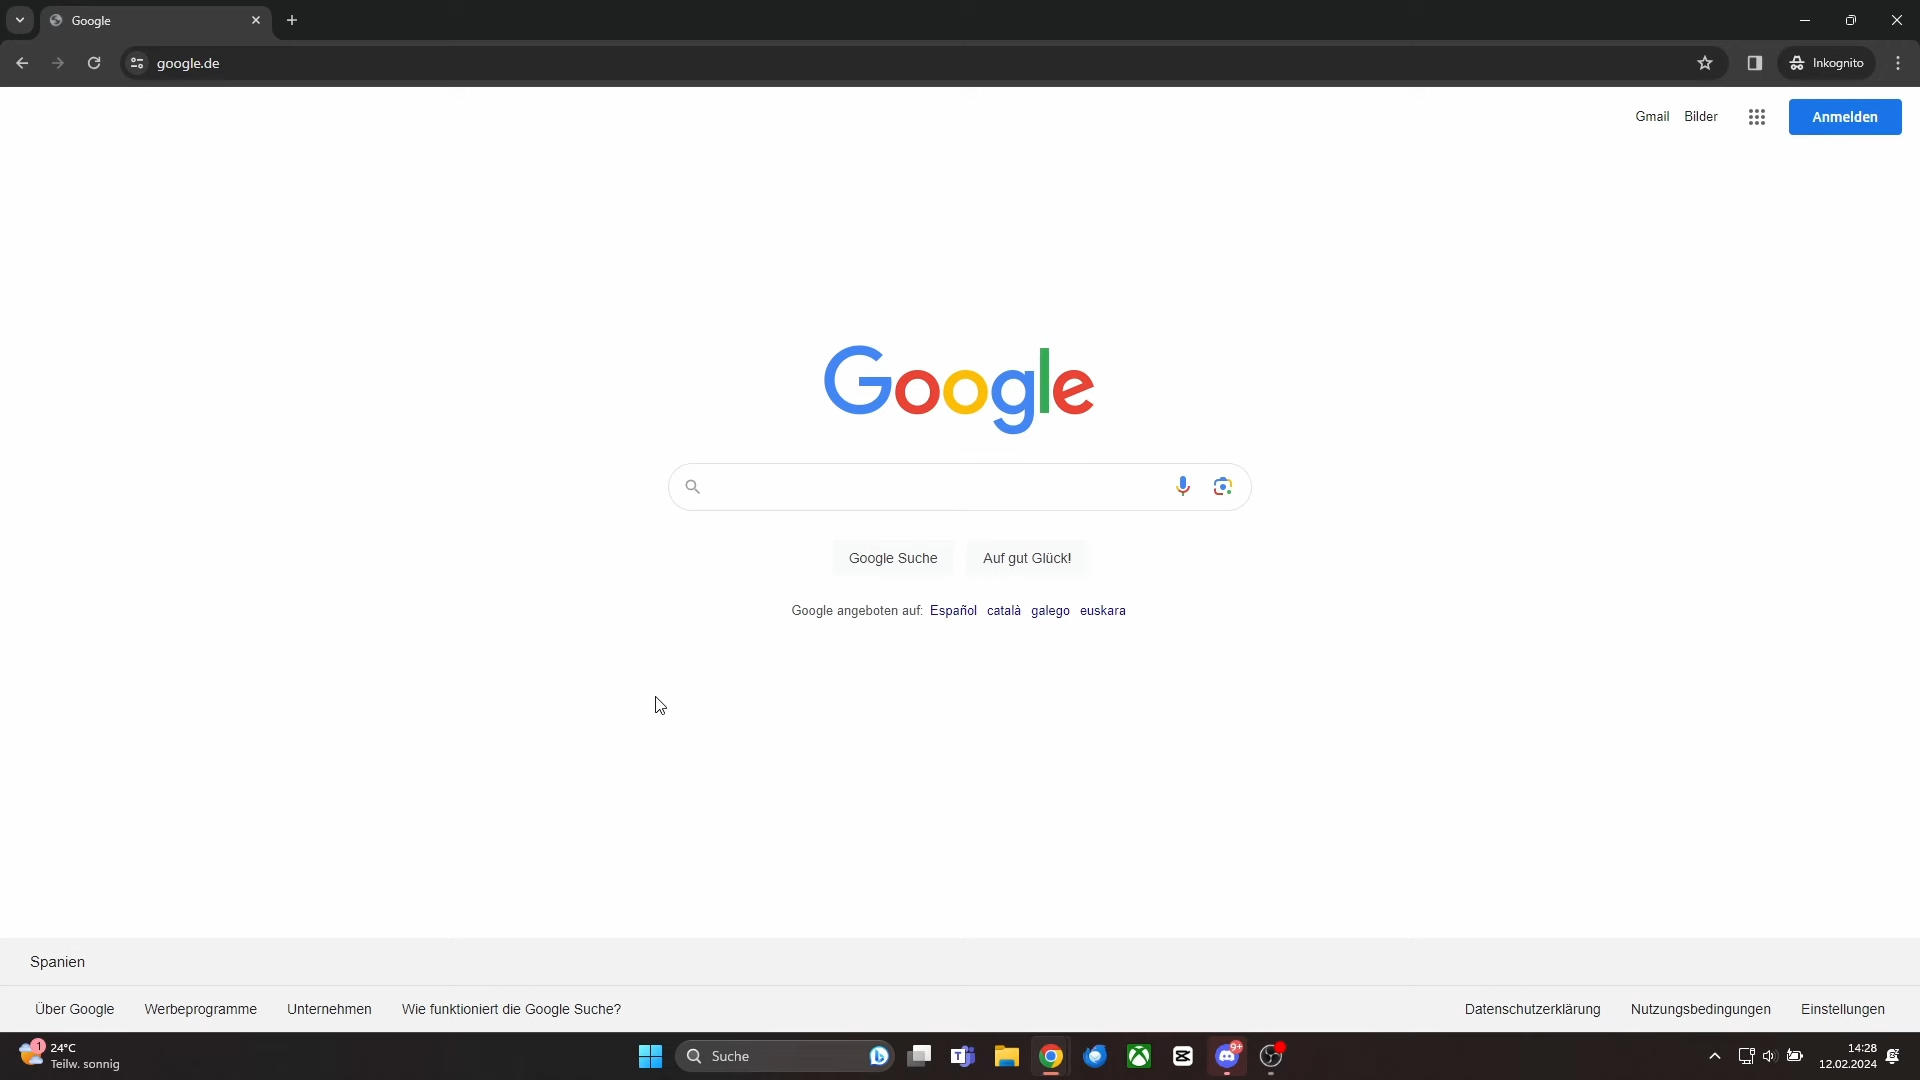 Google
google.de
Inkognito
Gmail Bilder Anmelden
Google
Google Suche Auf gut Glück!
Google angeboten auf: Español català galego euskara
Spanien
Über Google Werbeprogramme Unternehmen Wie funktioniert die Google Suche? Datenschutzerklärung Nutzungsbedingungen Einstellungen
1
24°C
Teilw. sonnig
Suche
9+
14:28
12.02.2024